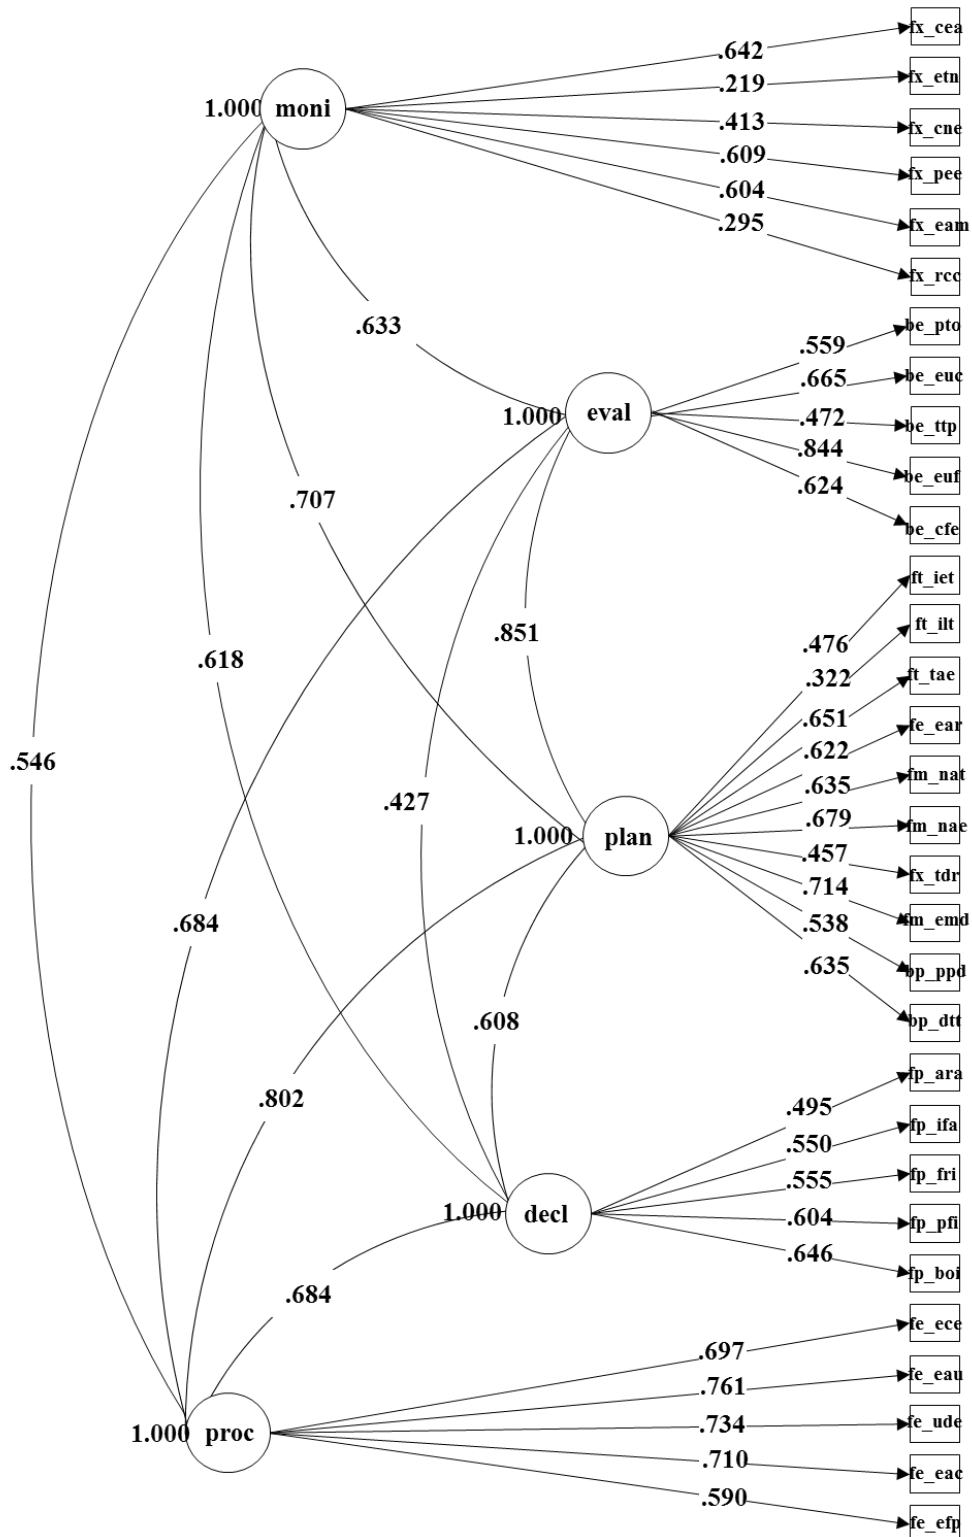 fx_cea
.642
fx_etn
.219
1.000 moni
fx_cne
.413
fx_pee
.609
fx_eam
.604
fx_rcc
.295
be_pto
.633
.559
be_euc
.665
1.000 eval
be_ttp
.472
be_euf
.844
be_cfe
.624
.707
ft_iet
.476
ft_ilt
.322
.851
.618
ft_tae
.651
fe_ear
.622
.546
fm_nat
.635
.427
fm_nae
.679
1.000 plan
fx_tdr
.457
fm_emd
.714
.684
bp_ppd
.538
bp_dtt
.635
.608
fp_ara
.495
.802
fp_ifa
.550
fp_fri
.555
1.000 decl
fp_pfi
.604
fp_boi
.646
.684
fe_ece
.697
fe_eau
.761
fe_ude
.734
1.000 proc
fe_eac
.710
fe_efp
.590